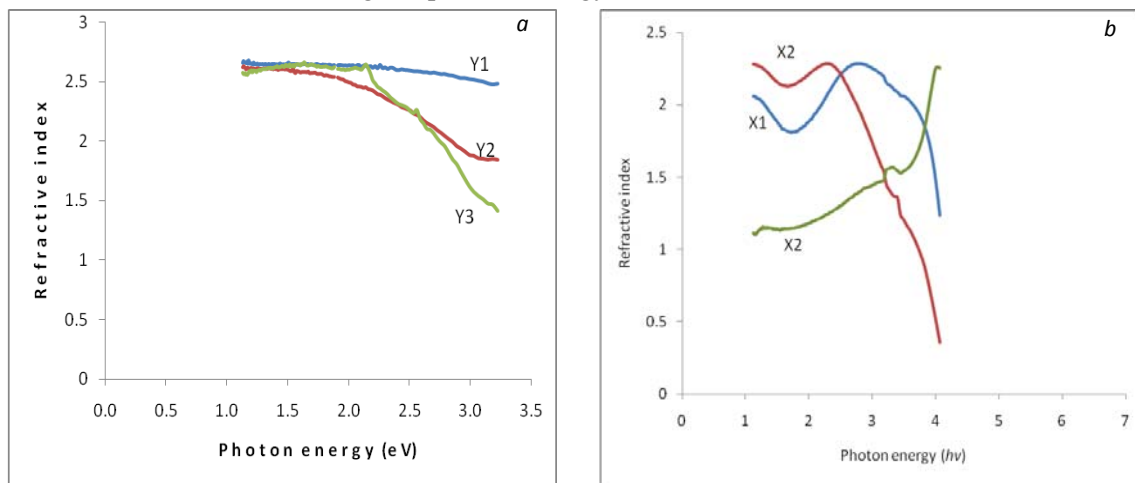 a
3
2.5
2
1.5
1
0.5
0
0.0 0.5 1.0 1.5 2.0 2.5 3.0 3.5
Refractive index
Photon energy (eV)
Y1
Y2
Y3
b
2.5
2
1.5
1
0.5
0
0 1 2 3 4 5 6 7
Refractive index
Photon energy (hv)
X2
X1
X2